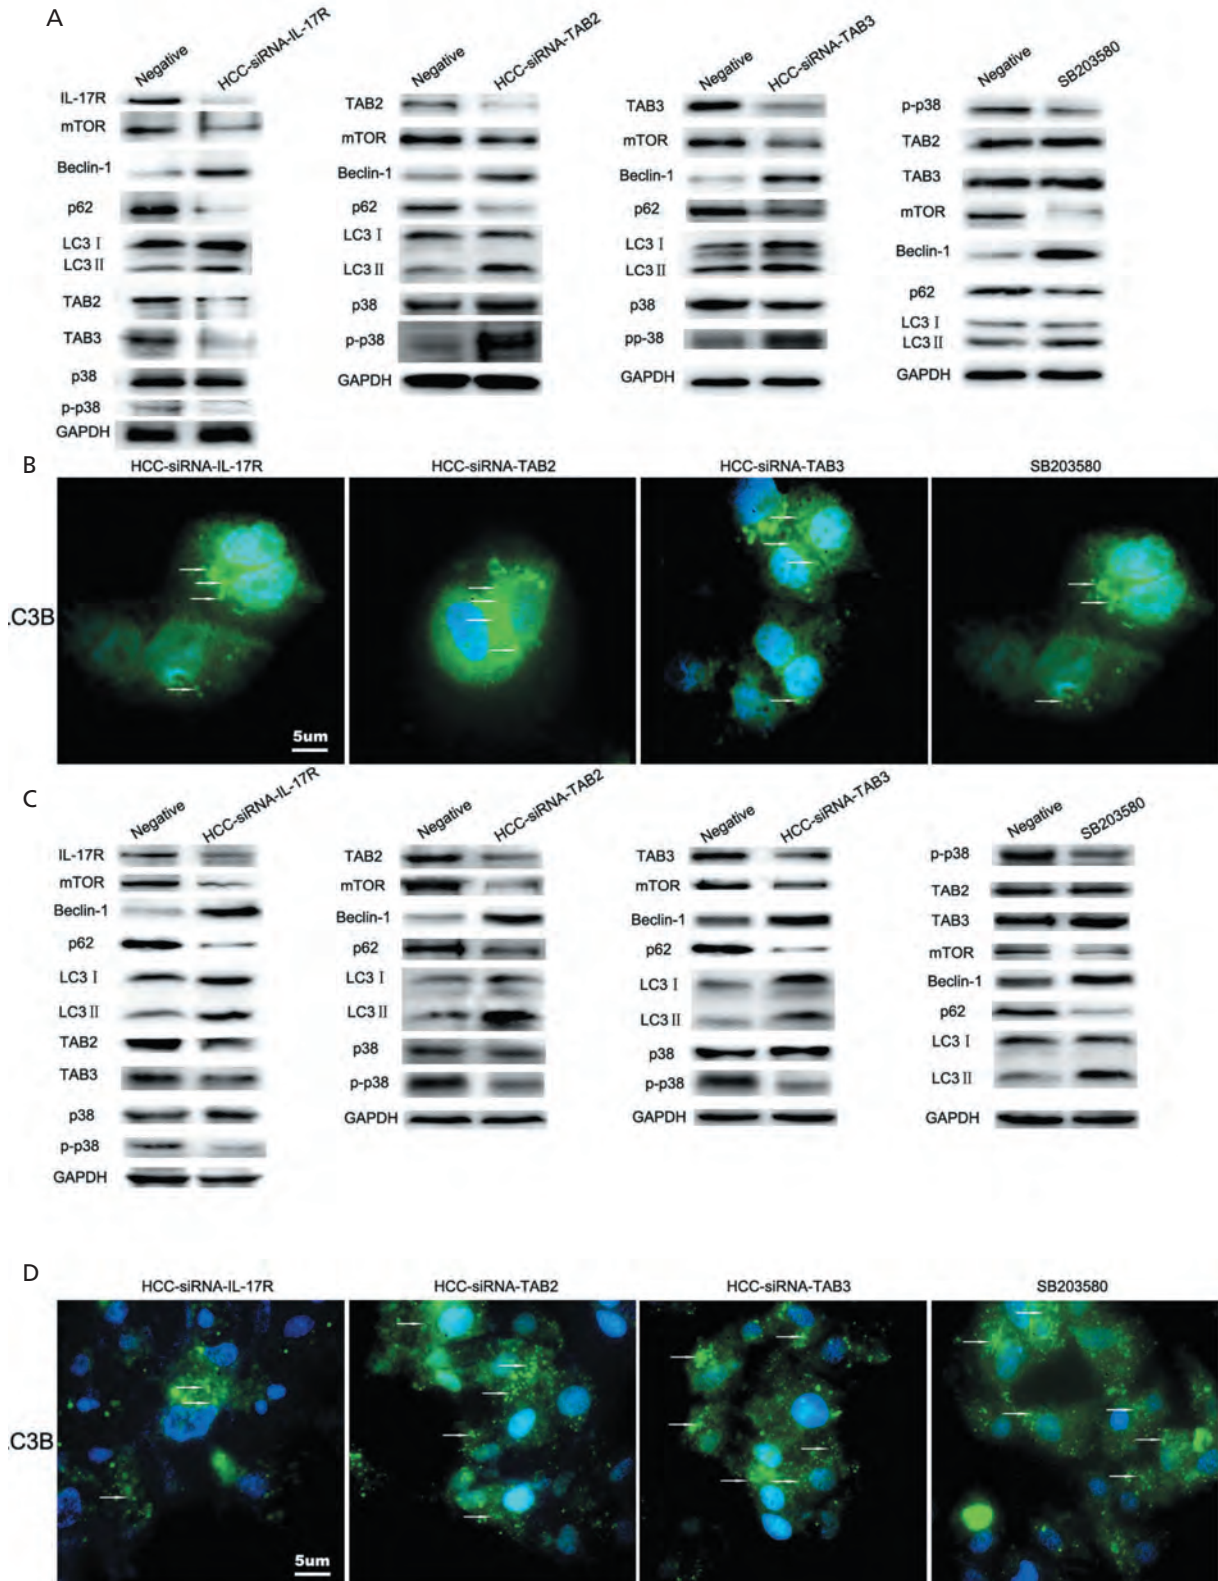 A
Negative HCC-siRNA-IL-17R
IL-17R
mTOR
Beclin-1
p62
LC3 I
LC3 II
TAB2
TAB3
p38
p-p38
GAPDH
Negative HCC-siRNA-TAB2
TAB2
mTOR
Beclin-1
p62
LC3 I
LC3 II
p38
p-p38
GAPDH
Negative HCC-siRNA-TAB3
TAB3
mTOR
Beclin-1
p62
LC3 I
LC3 II
p38
pp-38
GAPDH
Negative SB203580
p-p38
TAB2
TAB3
mTOR
Beclin-1
p62
LC3 I
LC3 II
GAPDH
B
HCC-siRNA-IL-17R HCC-siRNA-TAB2 HCC-siRNA-TAB3 SB203580
.C3B
5um
C
Negative HCC-siRNA-IL-17R
IL-17R
mTOR
Beclin-1
p62
LC3 I
LC3 II
TAB2
TAB3
p38
p-p38
GAPDH
Negative HCC-siRNA-TAB2
TAB2
mTOR
Beclin-1
p62
LC3 I
LC3 II
p38
p-p38
GAPDH
Negative HCC-siRNA-TAB3
TAB3
mTOR
Beclin-1
p62
LC3 I
LC3 II
p38
p-p38
GAPDH
Negative SB203580
p-p38
TAB2
TAB3
mTOR
Beclin-1
p62
LC3 I
LC3 II
GAPDH
D
HCC-siRNA-IL-17R HCC-siRNA-TAB2 HCC-siRNA-TAB3 SB203580
.C3B
5um